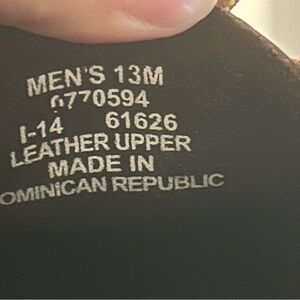 MEN'S 13M
0770594
I-14 61626
LEATHER UPPER
MADE IN
OMINICAN REPUBLIC